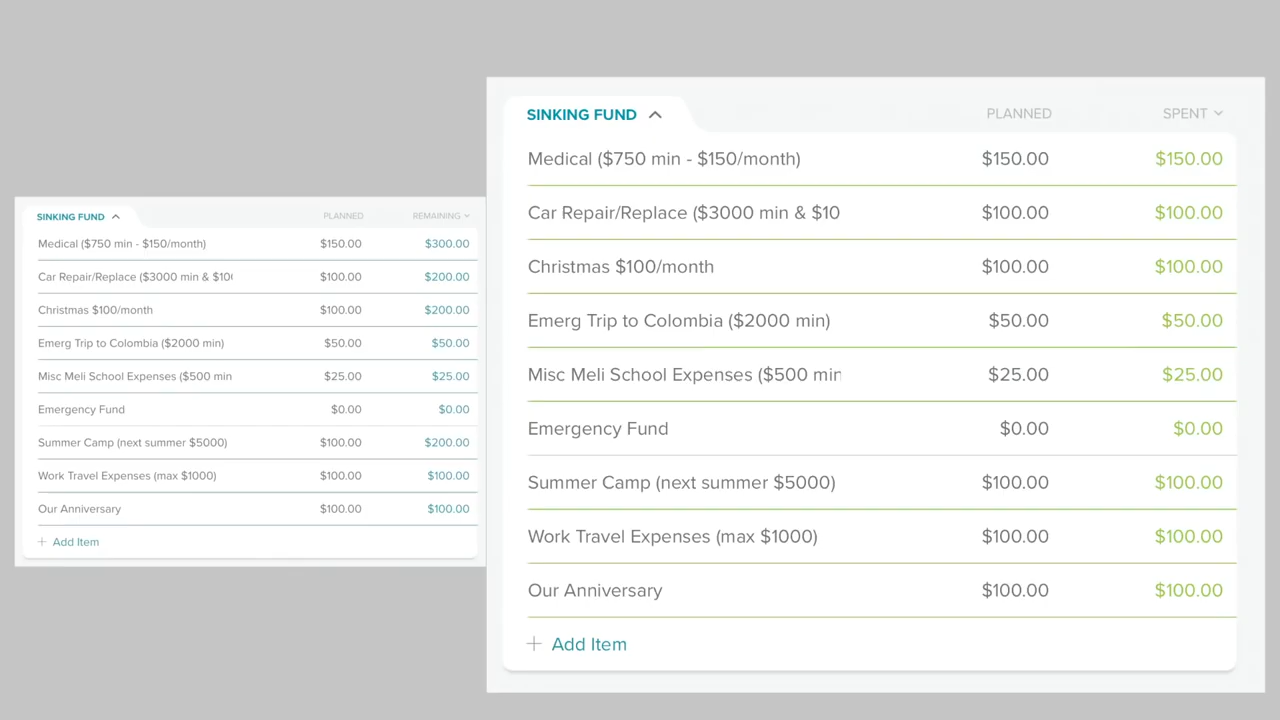 SINKING FUND PLANNED REMAINING
Medical ($750 min - $150/month) $150.00 $300.00
Car Repair/Replace ($3000 min & $10 $100.00 $200.00
Christmas $100/month $100.00 $200.00
Emerg Trip to Colombia ($2000 min) $50.00 $50.00
Misc Meli School Expenses ($500 min $25.00 $25.00
Emergency Fund $0.00 $0.00
Summer Camp (next summer $5000) $100.00 $200.00
Work Travel Expenses (max $1000) $100.00 $100.00
Our Anniversary $100.00 $100.00
+ Add Item
SINKING FUND PLANNED SPENT
Medical ($750 min - $150/month) $150.00 $150.00
Car Repair/Replace ($3000 min & $10 $100.00 $100.00
Christmas $100/month $100.00 $100.00
Emerg Trip to Colombia ($2000 min) $50.00 $50.00
Misc Meli School Expenses ($500 min $25.00 $25.00
Emergency Fund $0.00 $0.00
Summer Camp (next summer $5000) $100.00 $100.00
Work Travel Expenses (max $1000) $100.00 $100.00
Our Anniversary $100.00 $100.00
+ Add Item